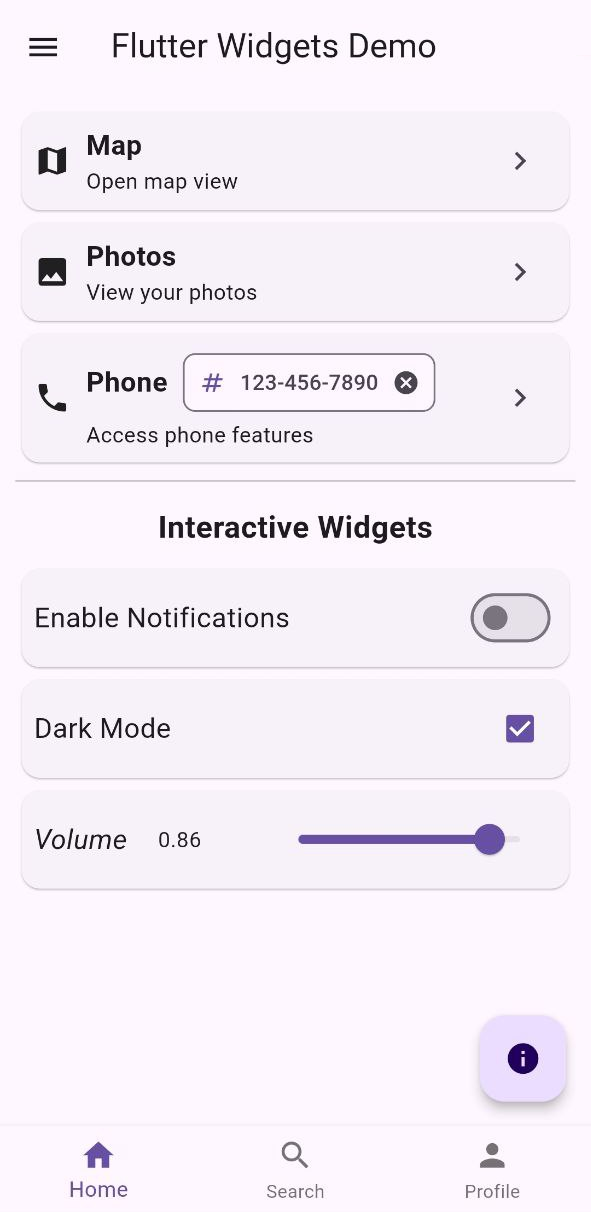 Flutter Widgets Demo
Map
Open map view
Photos
View your photos
Phone # 123-456-7890
Access phone features
Interactive Widgets
Enable Notifications
Dark Mode
Volume 0.86
Home Search Profile